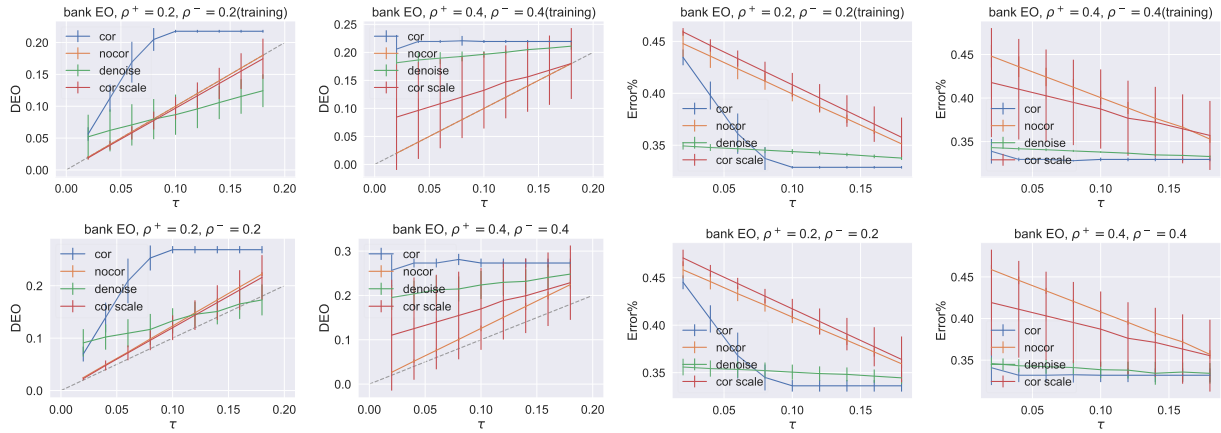 bank EO, ρ⁺ = 0.2, ρ⁻ = 0.2(training)
DEO
0.20
0.15
0.10
0.05
0.00
cor
nocor
denoise
cor scale
0.00 0.05 0.10 0.15 0.20
τ
bank EO, ρ⁺ = 0.4, ρ⁻ = 0.4(training)
DEO
0.20
0.15
0.10
0.05
0.00
cor
nocor
denoise
cor scale
0.00 0.05 0.10 0.15 0.20
τ
bank EO, ρ⁺ = 0.2, ρ⁻ = 0.2(training)
Error%
0.45
0.40
0.35
cor
nocor
denoise
cor scale
0.05 0.10 0.15
τ
bank EO, ρ⁺ = 0.4, ρ⁻ = 0.4(training)
Error%
0.45
0.40
0.35
cor
nocor
denoise
cor scale
0.05 0.10 0.15
τ
bank EO, ρ⁺ = 0.2, ρ⁻ = 0.2
DEO
0.3
0.2
0.1
0.0
cor
nocor
denoise
cor scale
0.00 0.05 0.10 0.15 0.20
τ
bank EO, ρ⁺ = 0.4, ρ⁻ = 0.4
DEO
0.3
0.2
0.1
0.0
cor
nocor
denoise
cor scale
0.00 0.05 0.10 0.15 0.20
τ
bank EO, ρ⁺ = 0.2, ρ⁻ = 0.2
Error%
0.45
0.40
0.35
cor
nocor
denoise
cor scale
0.05 0.10 0.15
τ
bank EO, ρ⁺ = 0.4, ρ⁻ = 0.4
Error%
0.45
0.40
0.35
cor
nocor
denoise
cor scale
0.05 0.10 0.15
τ